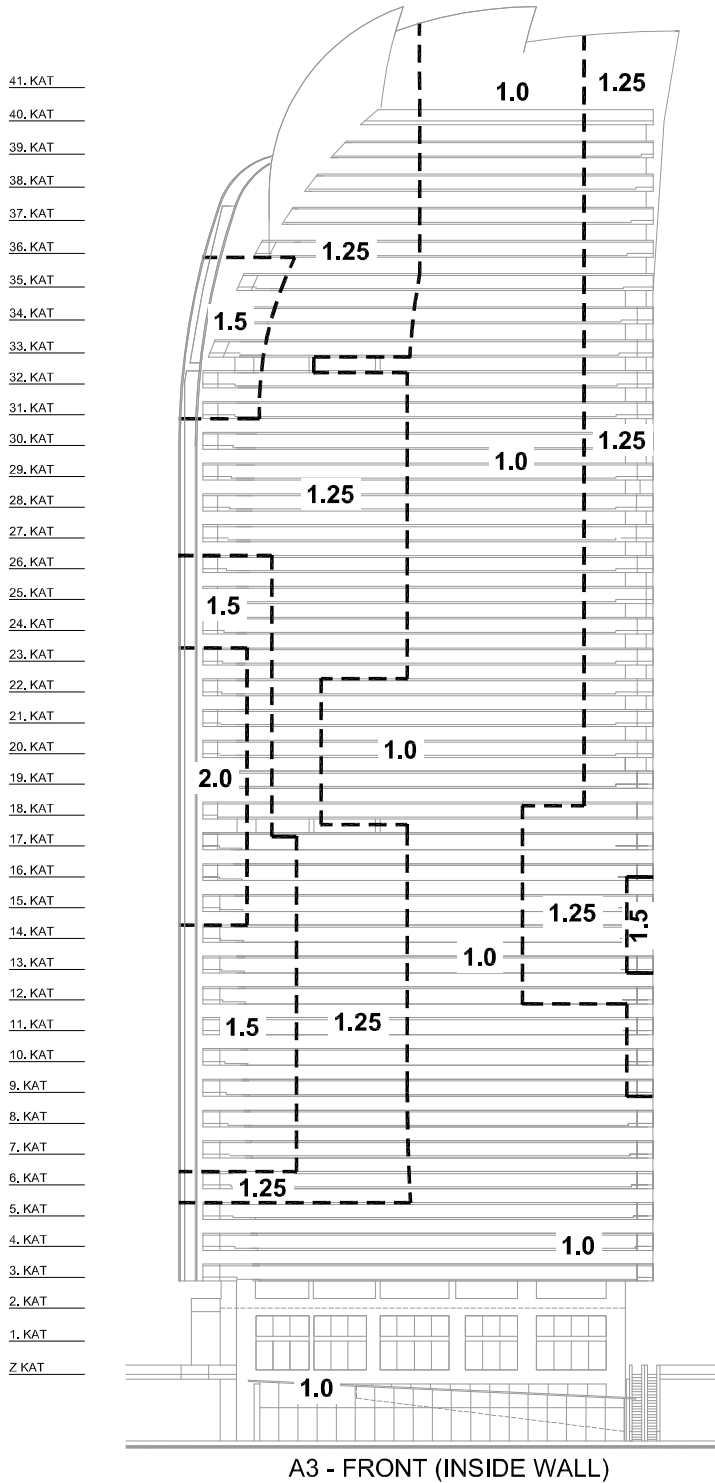 41. KAT
1.25
1.0
40. KAT
39. KAT
38. KAT
37. KAT
36. KAT
1.25
35. KAT
34. KAT
1.5
33. KAT
32. KAT
31. KAT
30. KAT
1.25
1.0
29. KAT
28. KAT
1.25
27. KAT
26. KAT
25. KAT
1.5
24. KAT
23. KAT
22. KAT
21. KAT
20. KAT
1.0
19. KAT
2.0
18. KAT
17. KAT
16. KAT
15. KAT
1.25
1.5
14. KAT
13. KAT
1.0
12. KAT
11. KAT
1.5
1.25
10. KAT
9. KAT
8. KAT
7. KAT
6. KAT
1.25
5. KAT
4. KAT
1.0
3. KAT
2. KAT
1. KAT
Z KAT
1.0
A3 - FRONT (INSIDE WALL)